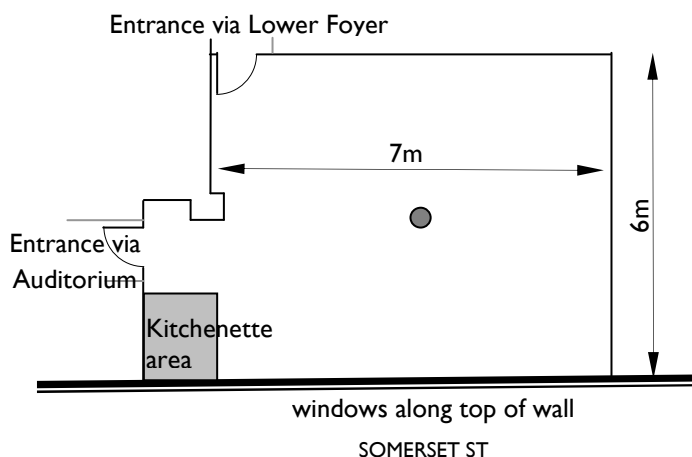 Entrance via Lower Foyer
7m
6m
Entrance via
Auditorium
Kitchenette
area
windows along top of wall
SOMERSET ST